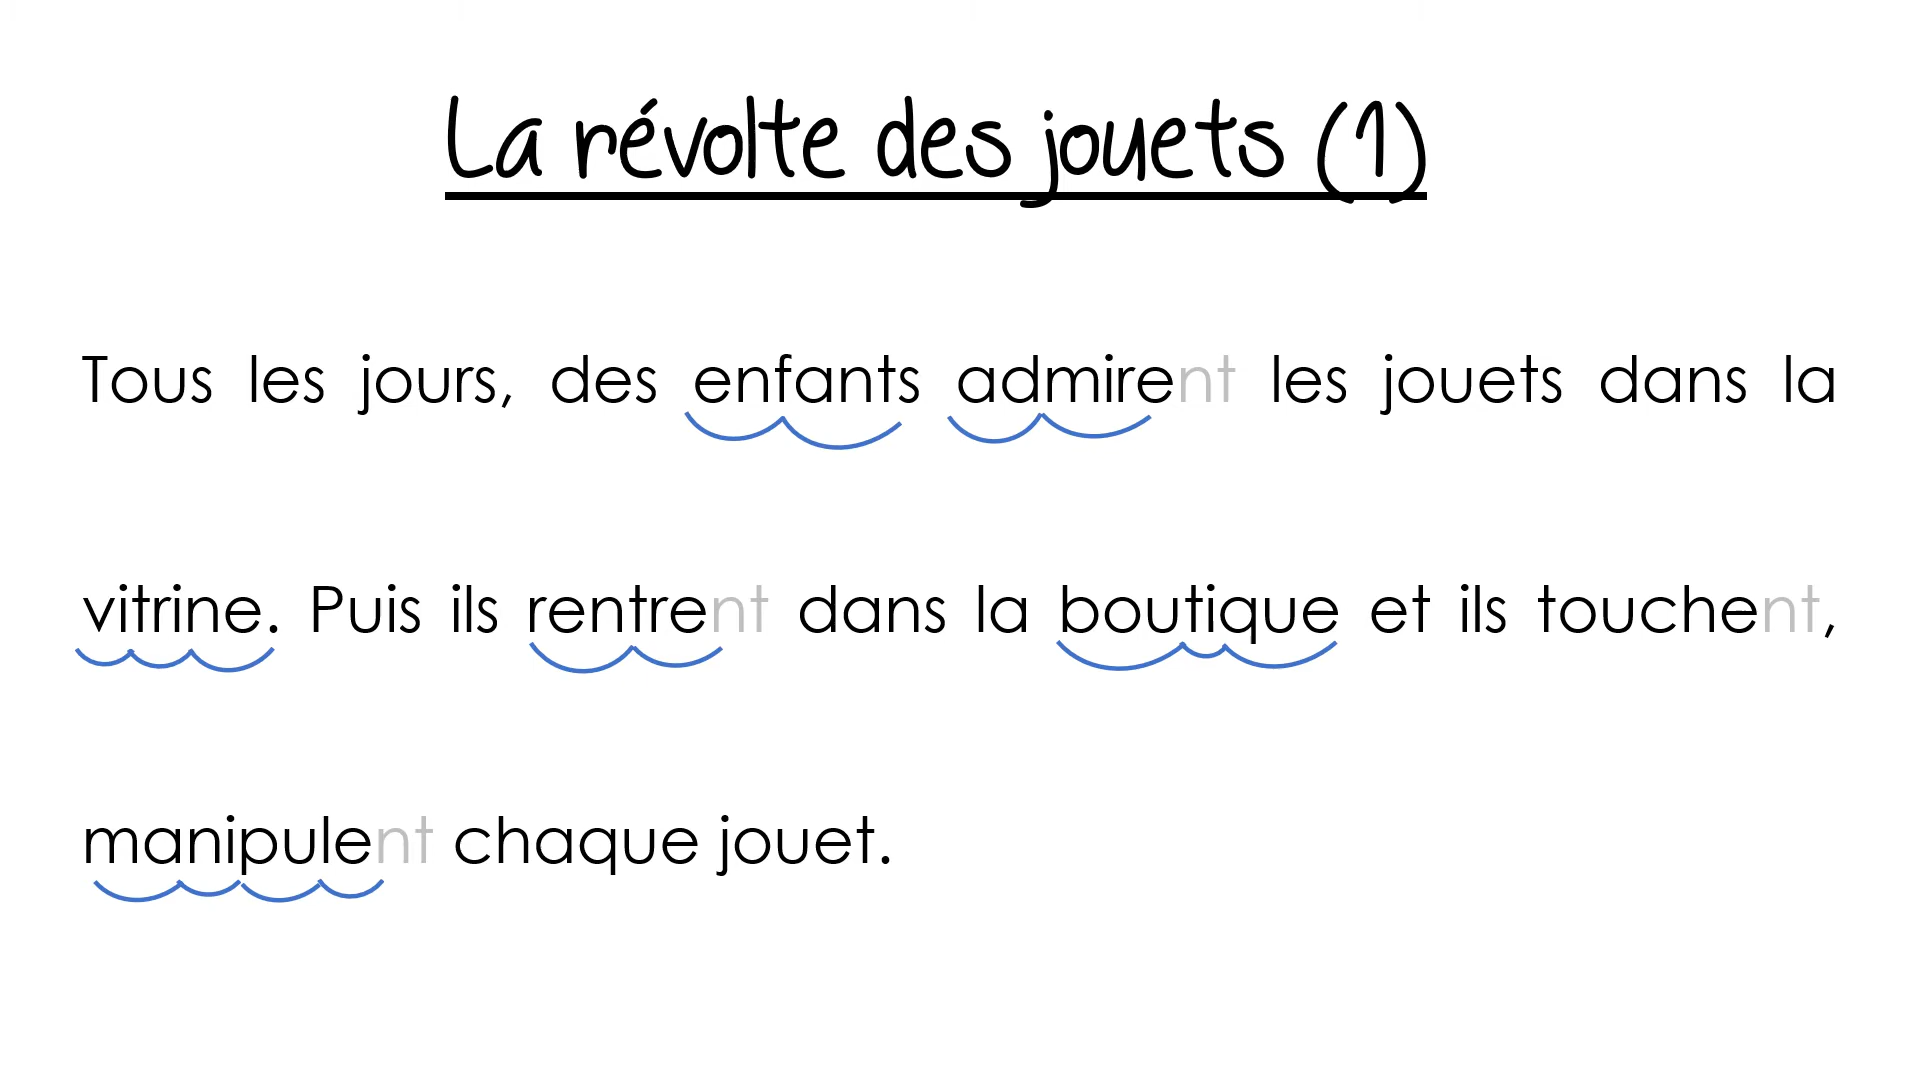 La révolte des jouets (1)
Tous les jours, des enfants admirent les jouets dans la
vitrine. Puis ils rentrent dans la boutique et ils touchent,
manipulent chaque jouet.